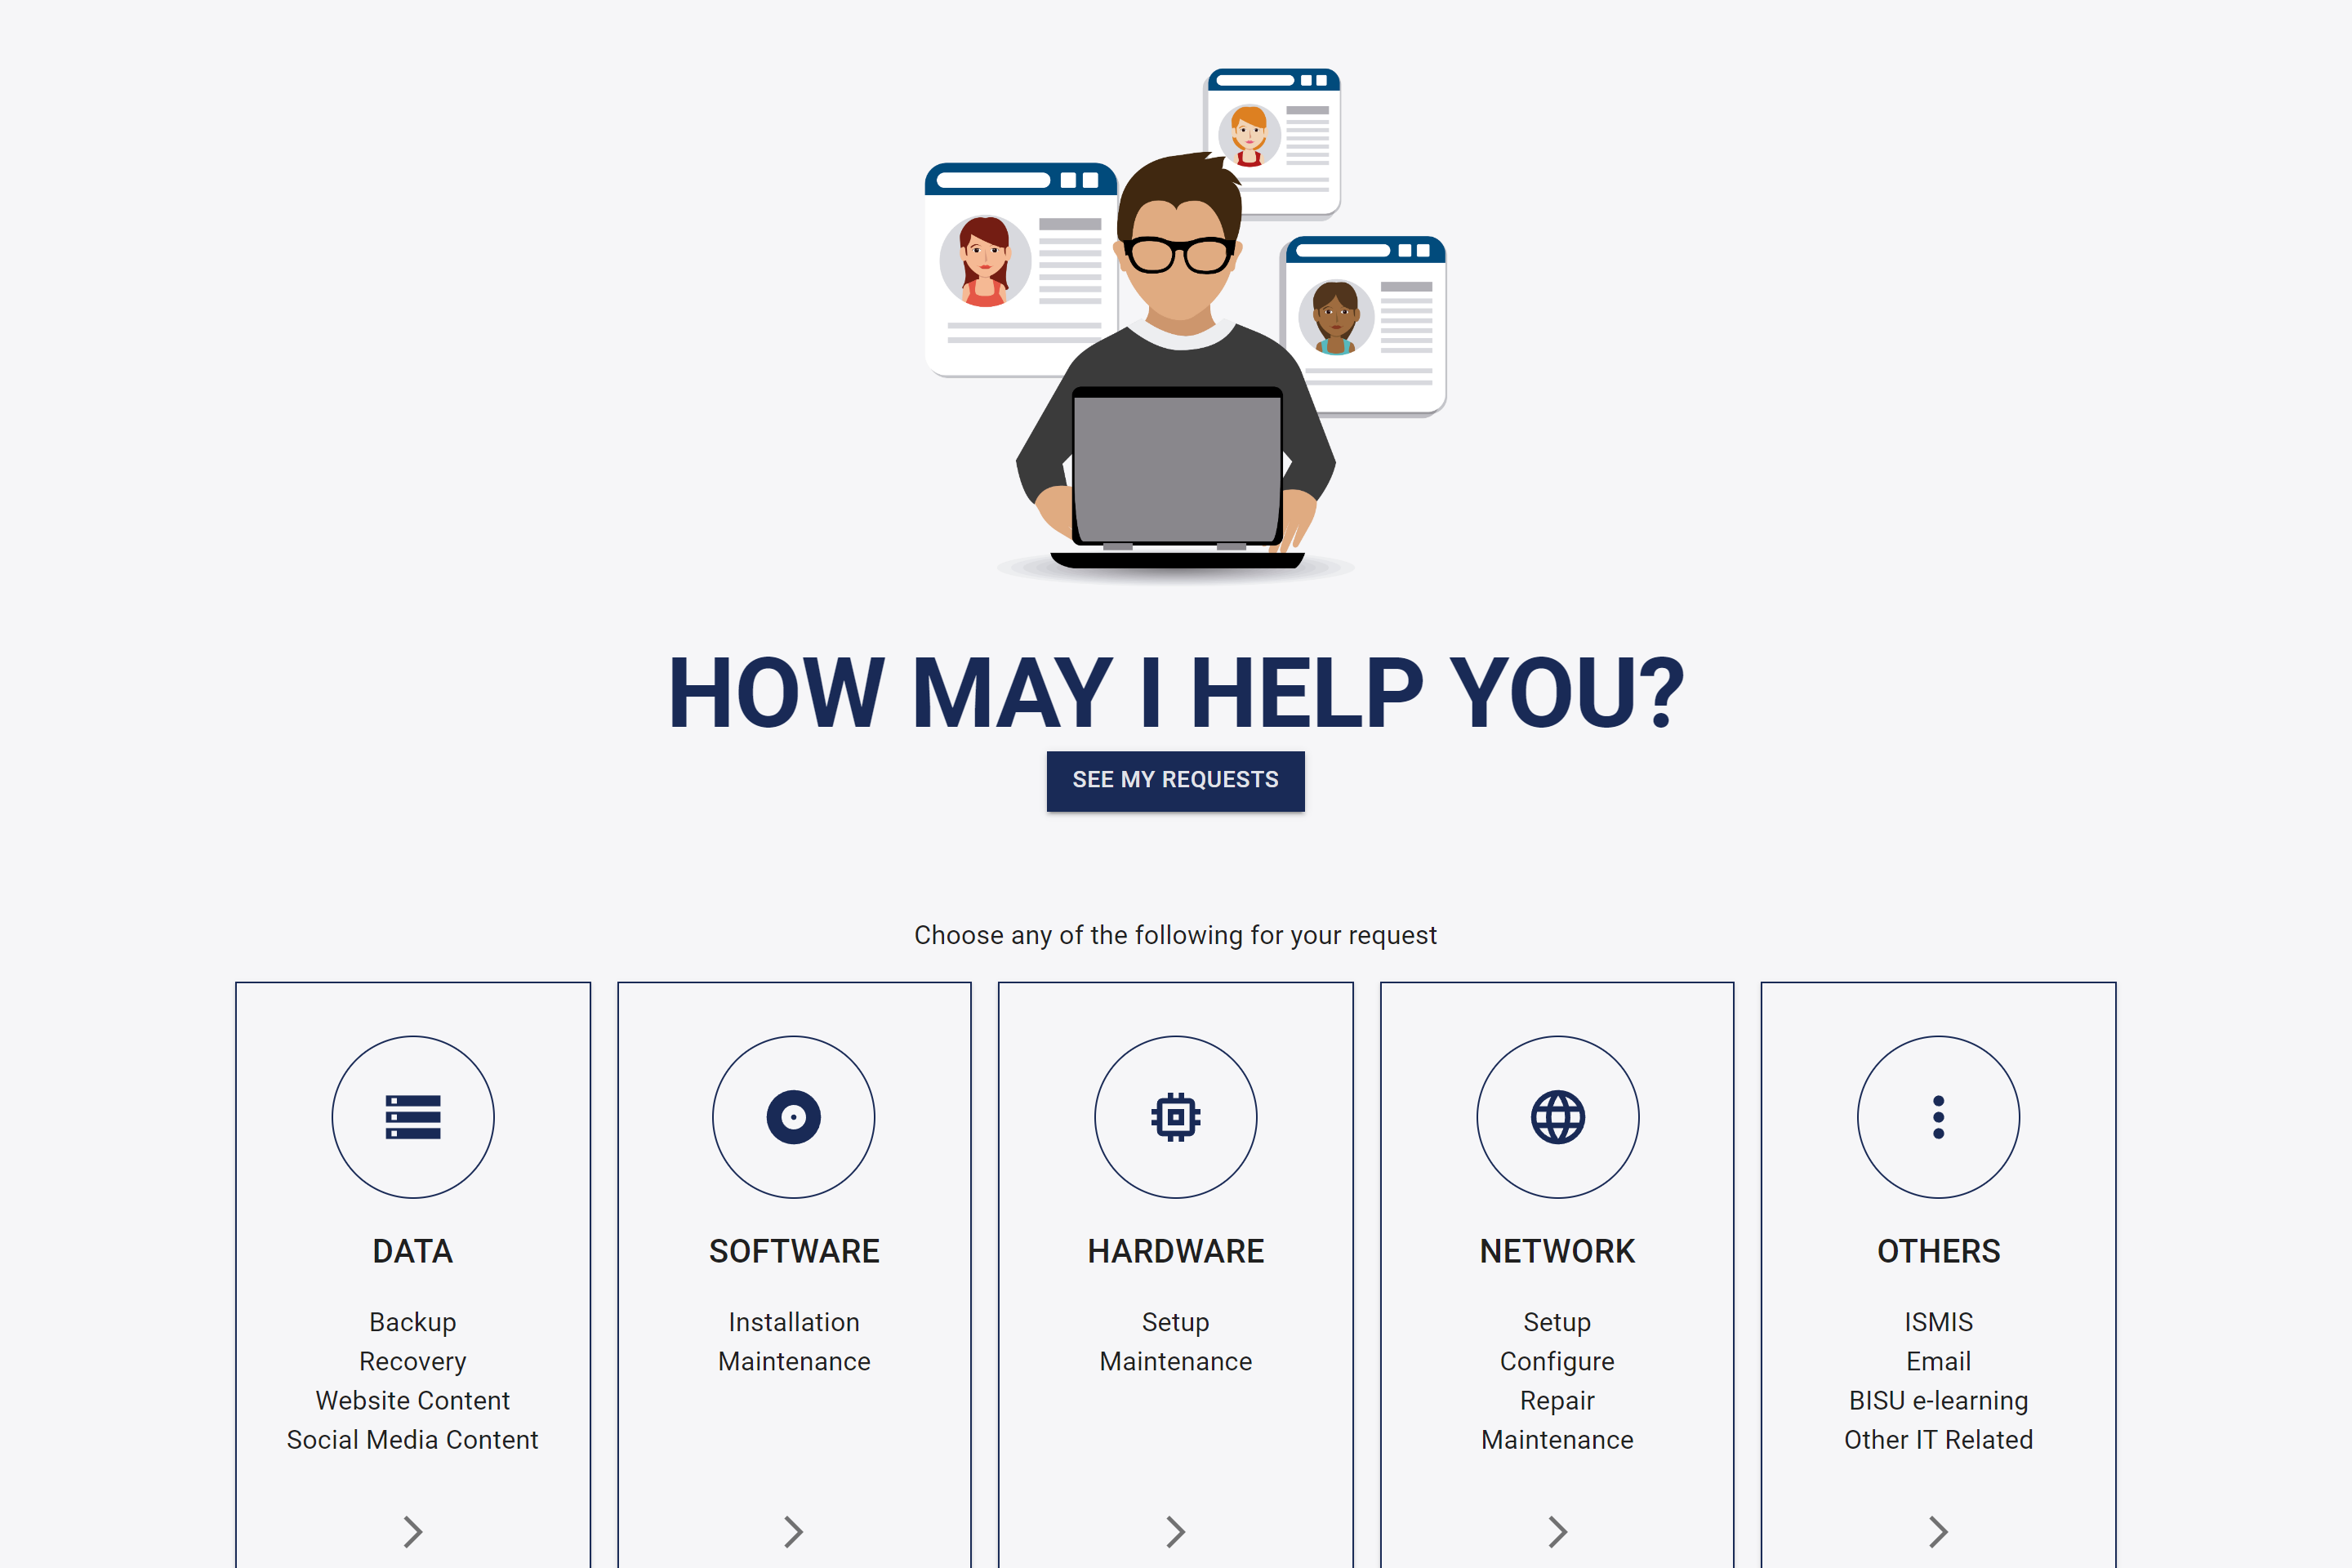 HOW MAY I HELP YOU?
SEE MY REQUESTS
Choose any of the following for your request
DATA
Backup
Recovery
Website Content
Social Media Content
SOFTWARE
Installation
Maintenance
HARDWARE
Setup
Maintenance
NETWORK
Setup
Configure
Repair
Maintenance
OTHERS
ISMIS
Email
BISU e-learning
Other IT Related